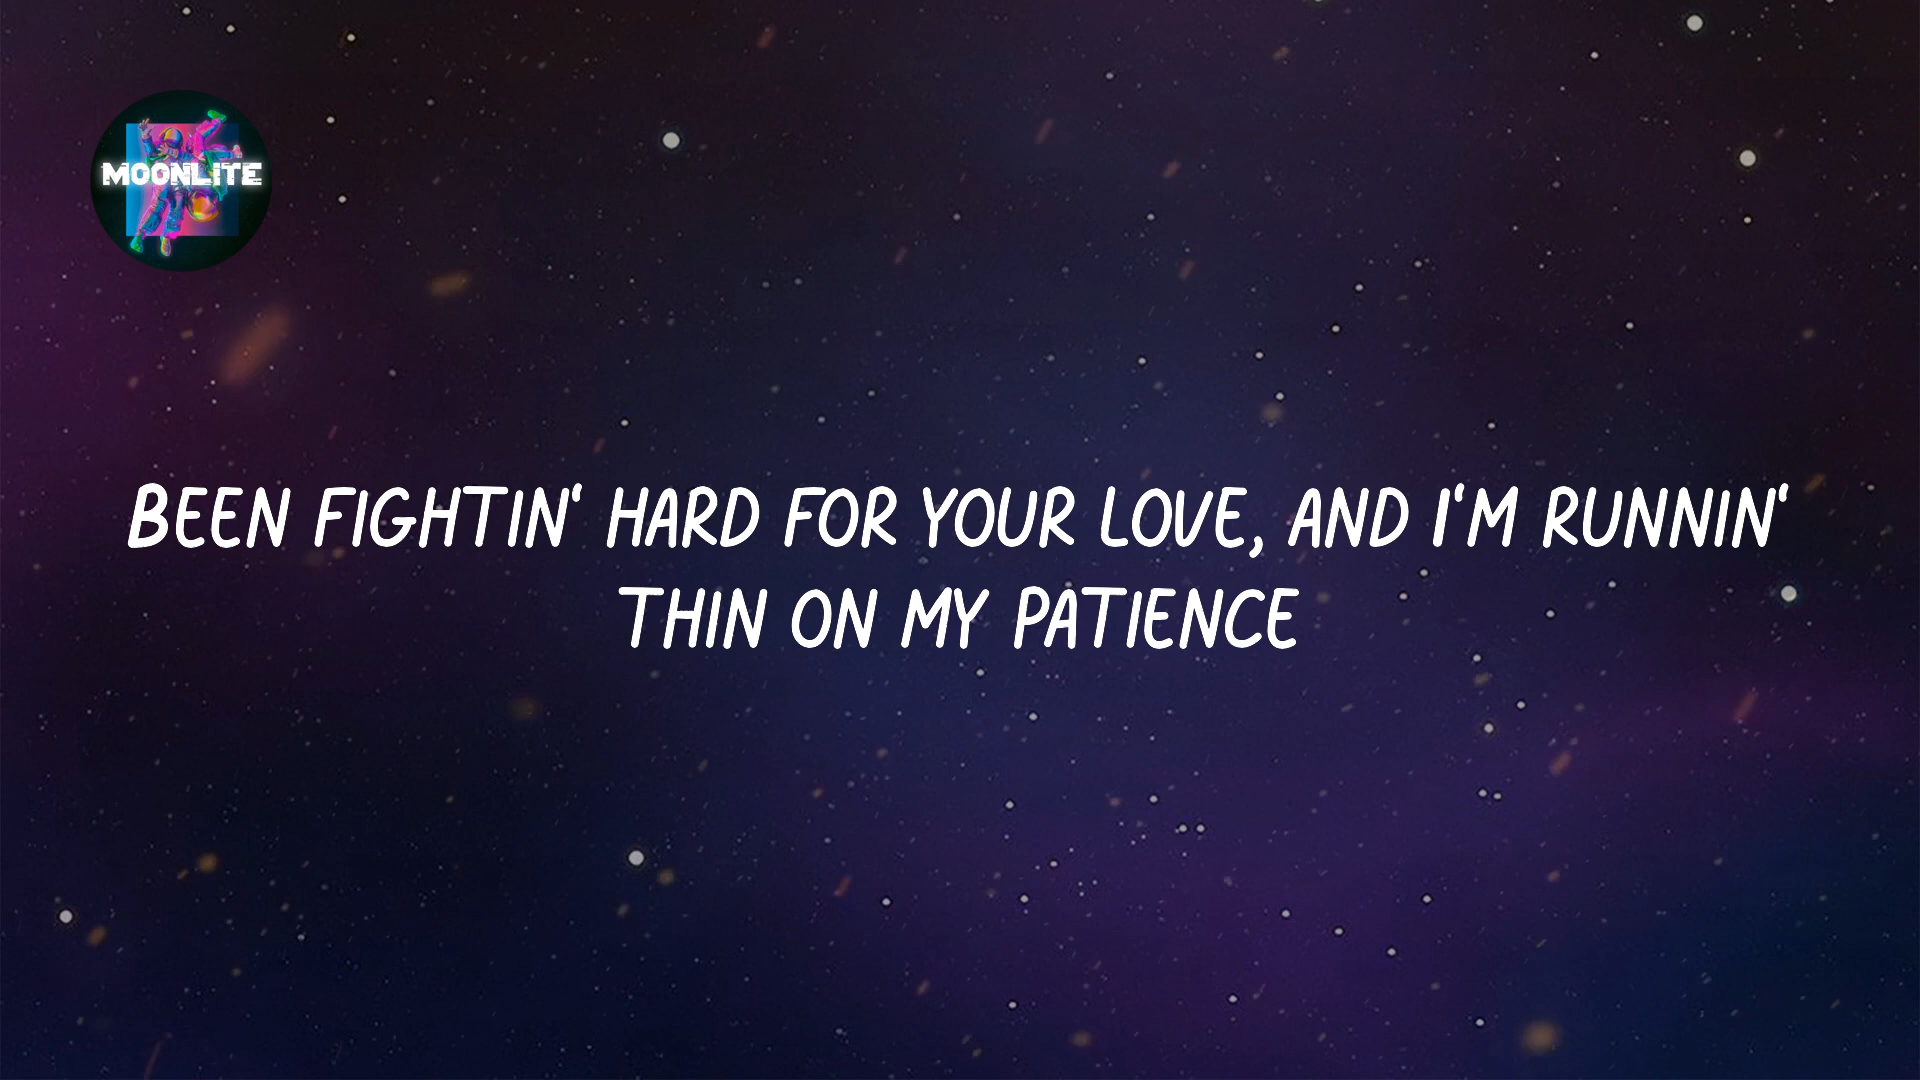 MOONLITE
BEEN FIGHTIN' HARD FOR YOUR LOVE, AND I'M RUNNIN'
THIN ON MY PATIENCE